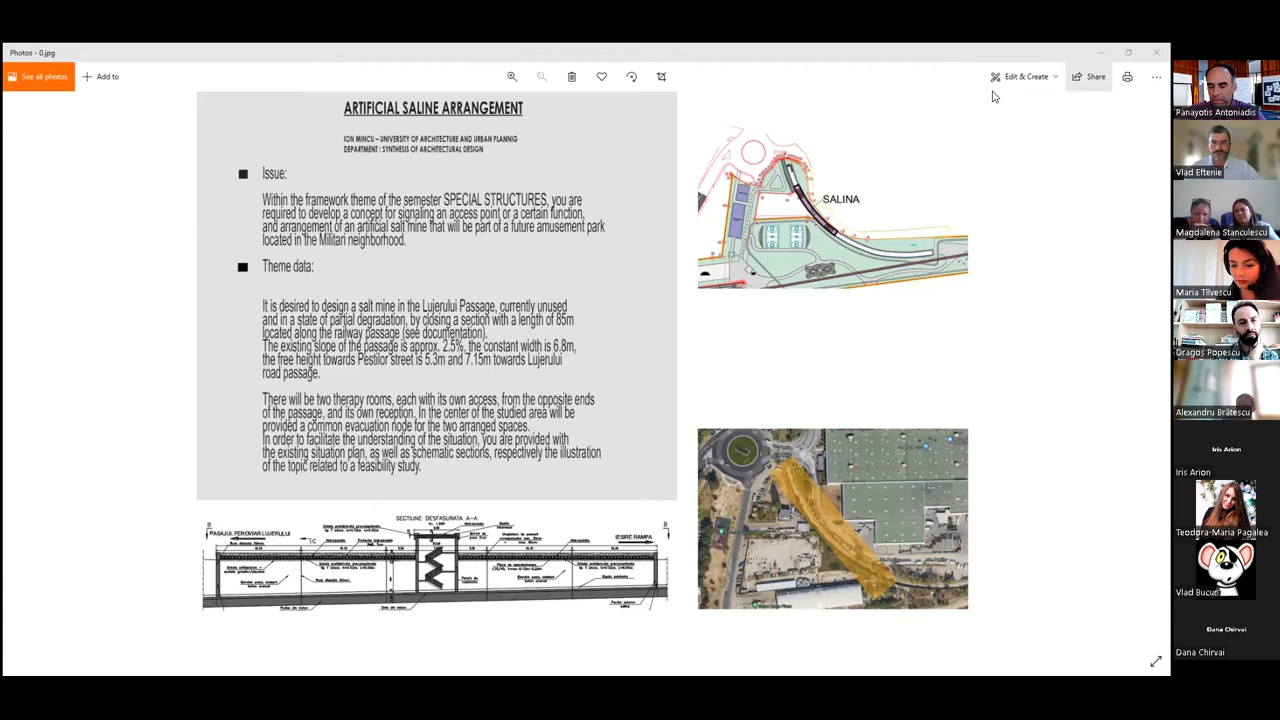 Photos - 0.jpg
See all photos
Add to
Edit & Create
Share
ARTIFICIAL SALINE ARRANGEMENT
ION MINCU – UNIVERSITY OF ARCHITECTURE AND URBAN PLANNIG
DEPARTMENT : SYNTHESIS OF ARCHITECTURAL DESIGN
Issue:
Within the framework theme of the semester SPECIAL STRUCTURES, you are
required to develop a concept for signaling an access point or a certain function,
and arrangement of an artificial salt mine that will be part of a future amusement park
located in the Militari neighborhood.
Theme data:
It is desired to design a salt mine in the Lujerului Passage, currently unused
and in a state of partial degradation, by closing a section with a length of 85m
located along the railway passage (see documentation).
The existing slope of the passage is approx. 2.5%, the constant width is 6,8m,
the free height towards Pestilor street is 5.3m and 7.15m towards Lujerului
road passage.
There will be two therapy rooms, each with its own access, from the opposite ends
of the passage, and its own reception. In the center of the studied area will be
provided a common evacuation node for the two arranged spaces.
In order to facilitate the understanding of the situation, you are provided with
the existing situation plan, as well as schematic sections, respectively the illustration
of the topic related to a feasibility study.
SALINA
SECTIUNE DESFASURATA A-A
PASAJUL FEROVIAR LUJERULUI
IESIRE RAMPA
Panayotis Antoniadis
Vlad Eftenie
Magdalena Stanculescu
Maria Tilvescu
Dragoș Popescu
Alexandru Brătescu
Iris Arion
Iris Arion
Teodora-Maria Pagalea
Vlad Bucur
Dana Chirvai
Dana Chirvai